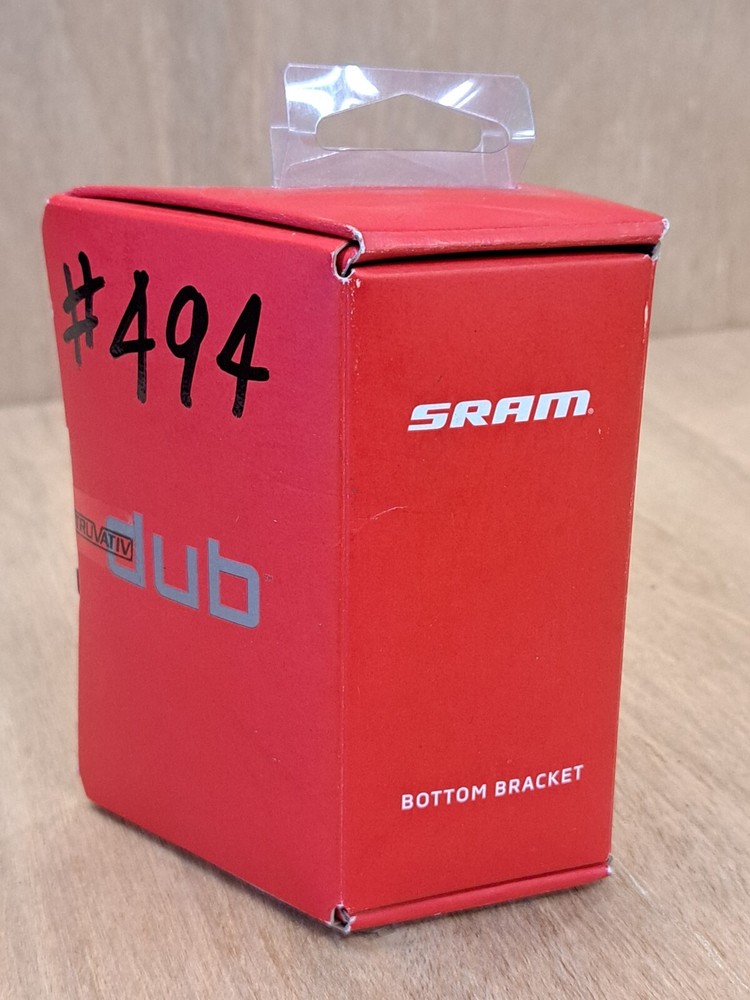 #494
TRUVATIV
dub
SRAM
BOTTOM BRACKET